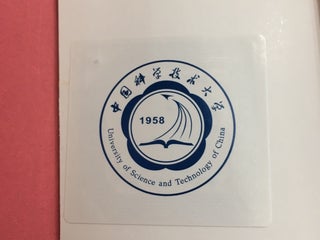 中国科学技术大学
1958
University of Science and Technology of China